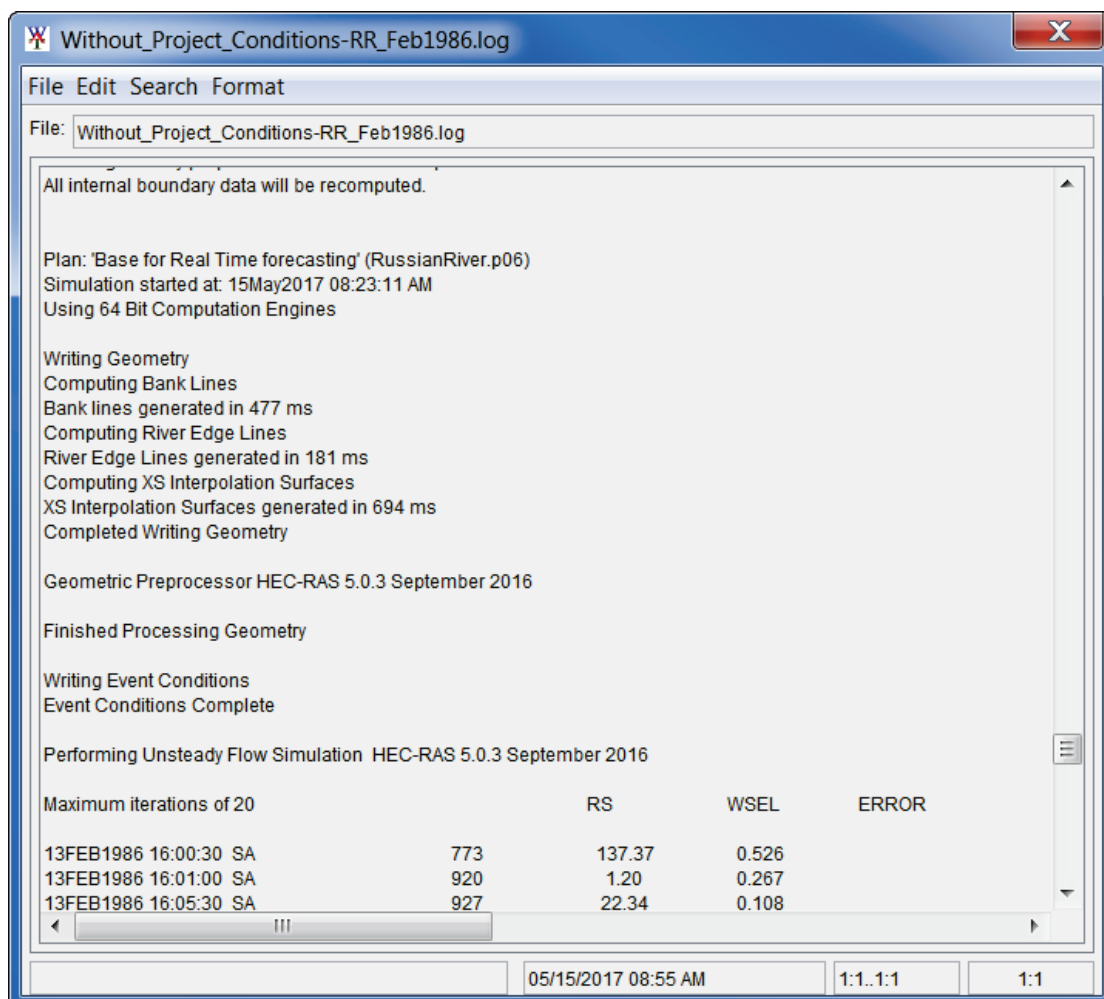 Without_Project_Conditions-RR_Feb1986.log
File Edit Search Format
File: Without_Project_Conditions-RR_Feb1986.log
All internal boundary data will be recomputed.
Plan: 'Base for Real Time forecasting' (RussianRiver.p06)
Simulation started at: 15May2017 08:23:11 AM
Using 64 Bit Computation Engines
Writing Geometry
Computing Bank Lines
Bank lines generated in 477 ms
Computing River Edge Lines
River Edge Lines generated in 181 ms
Computing XS Interpolation Surfaces
XS Interpolation Surfaces generated in 694 ms
Completed Writing Geometry
Geometric Preprocessor HEC-RAS 5.0.3 September 2016
Finished Processing Geometry
Writing Event Conditions
Event Conditions Complete
Performing Unsteady Flow Simulation HEC-RAS 5.0.3 September 2016
Maximum iterations of 20 RS WSEL ERROR
13FEB1986 16:00:30 SA 773 137.37 0.526
13FEB1986 16:01:00 SA 920 1.20 0.267
13FEB1986 16:05:30 SA 927 22.34 0.108
05/15/2017 08:55 AM 1:1..1:1 1:1